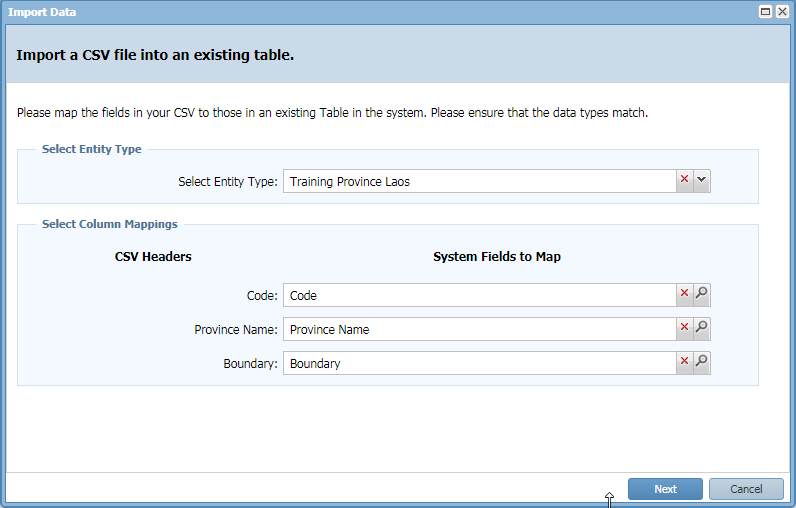 Import Data
Import a CSV file into an existing table.
Please map the fields in your CSV to those in an existing Table in the system. Please ensure that the data types match.
Select Entity Type
Select Entity Type: Training Province Laos
Select Column Mappings
CSV Headers System Fields to Map
Code: Code
Province Name: Province Name
Boundary: Boundary
Next Cancel